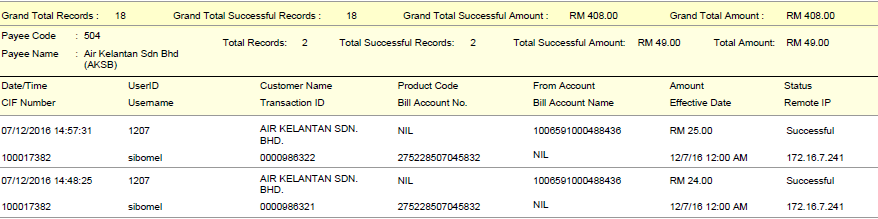 Grand Total Records : 18 Grand Total Successful Records : 18 Grand Total Successful Amount : RM 408.00 Grand Total Amount : RM 408.00
Payee Code : 504
Total Records: 2 Total Successful Records: 2 Total Successful Amount: RM 49.00 Total Amount: RM 49.00
Payee Name : Air Kelantan Sdn Bhd
(AKSB)
Date/Time UserID Customer Name Product Code From Account Amount Status
CIF Number Username Transaction ID Bill Account No. Bill Account Name Effective Date Remote IP
07/12/2016 14:57:31 1207 AIR KELANTAN SDN. NIL 1006591000488436 RM 25.00 Successful
BHD.
100017382 sibomel 0000986322 275228507045832 NIL 12/7/16 12:00 AM 172.16.7.241
07/12/2016 14:48:25 1207 AIR KELANTAN SDN. NIL 1006591000488436 RM 24.00 Successful
BHD.
100017382 sibomel 0000986321 275228507045832 NIL 12/7/16 12:00 AM 172.16.7.241